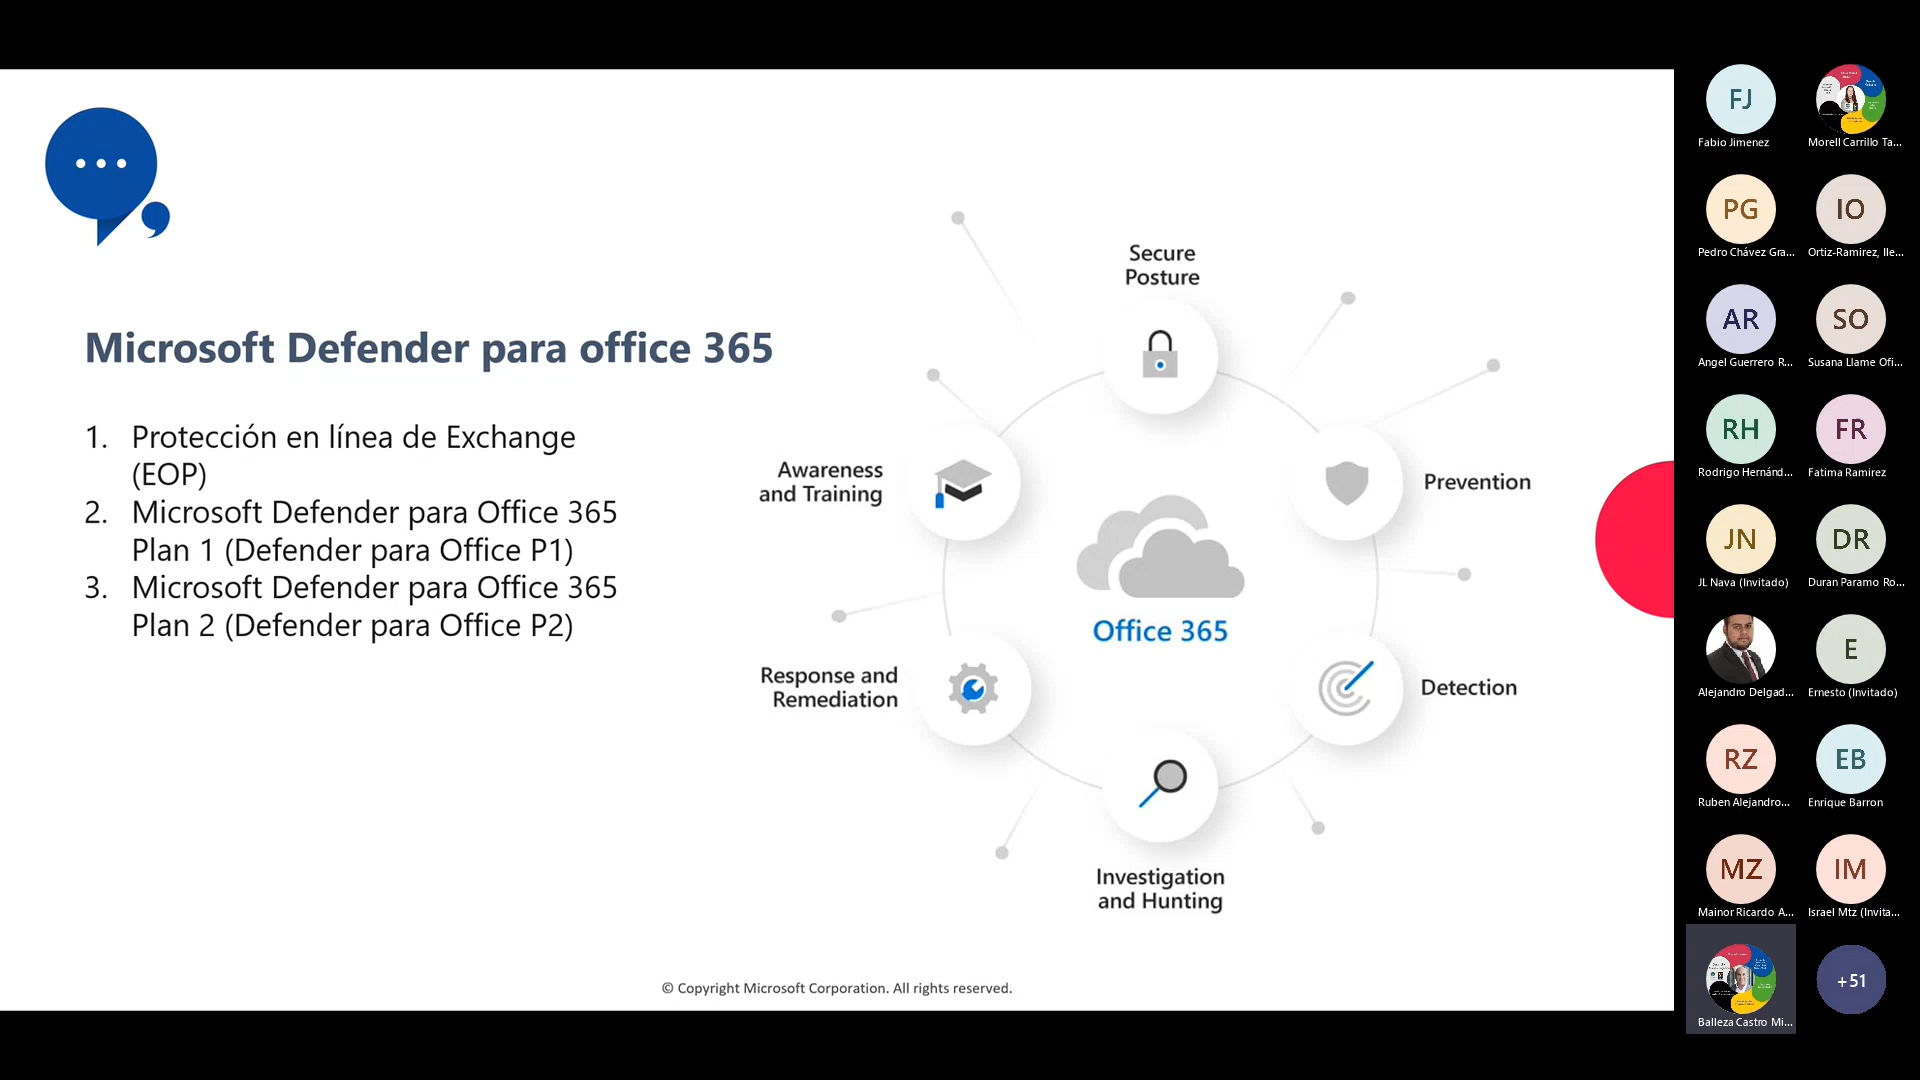 Microsoft Defender para office 365
1. Protección en línea de Exchange
(EOP)
2. Microsoft Defender para Office 365
Plan 1 (Defender para Office P1)
3. Microsoft Defender para Office 365
Plan 2 (Defender para Office P2)
Secure
Posture
Awareness
and Training
Prevention
Office 365
Response and
Remediation
Detection
Investigation
and Hunting
© Copyright Microsoft Corporation. All rights reserved.
FJ
Fabio Jimenez
Morell Carrillo Ta...
PG
IO
Pedro Chávez Gra...
Ortiz-Ramirez, Ile...
AR
SO
Angel Guerrero R...
Susana Llame Ofi...
RH
FR
Rodrigo Hernánd...
Fatima Ramirez
JN
DR
JL Nava (Invitado)
Duran Paramo Ro...
E
Alejandro Delgad...
Ernesto (Invitado)
RZ
EB
Ruben Alejandro...
Enrique Barron
MZ
IM
Mainor Ricardo A...
Israel Mtz (Invita...
+51
Balleza Castro Mi...